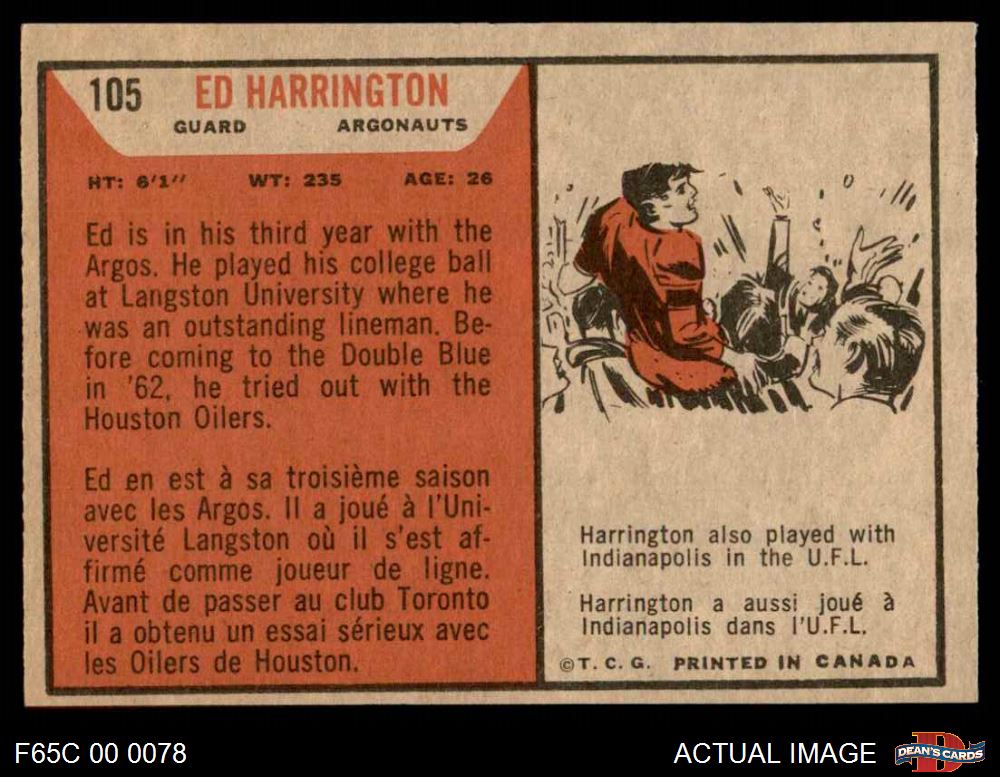 105 ED HARRINGTON
GUARD ARGONAUTS
HT: 6'1" WT: 235 AGE: 26
Ed is in his third year with the
Argos. He played his college ball
at Langston University where he
was an outstanding lineman. Be-
fore coming to the Double Blue
in '62, he tried out with the
Houston Oilers.
Ed en est à sa troisième saison
avec les Argos. Il a joué à l'Uni-
versité Langston où il s'est af-
firmé comme joueur de ligne.
Avant de passer au club Toronto
il a obtenu un essai sérieux avec
les Oilers de Houston.
Harrington also played with
Indianapolis in the U.F.L.
Harrington a aussi joué à
Indianapolis dans l'U.F.L.
©T. C. G. PRINTED IN CANADA
F65C 00 0078
ACTUAL IMAGE
D
DEAN'S CARDS